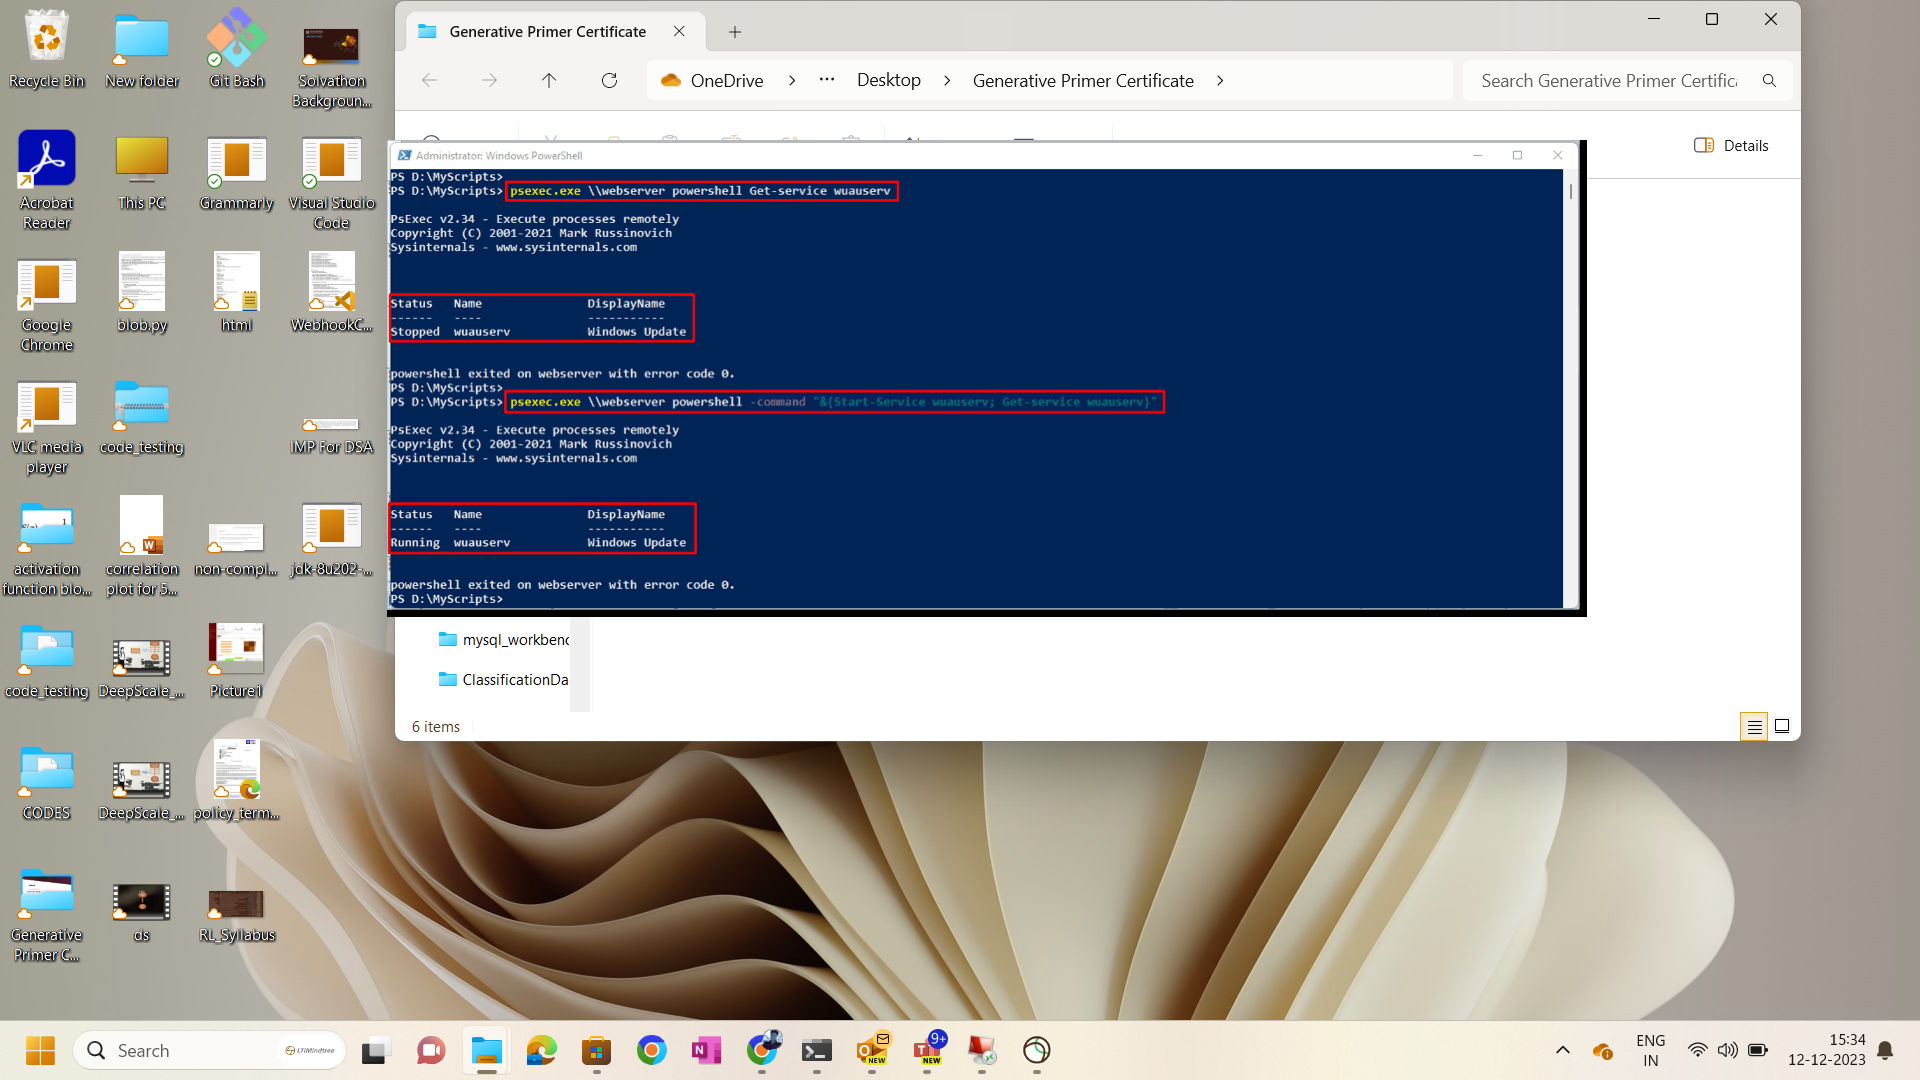 Recycle Bin
New folder
Git Bash
Solvathon
Backgroun...
Acrobat
Reader
This PC
Grammarly
Visual Studio
Code
Google
Chrome
blob.py
html
WebhookC...
VLC media
player
code_testing
IMP For DSA
activation
function blo...
correlation
plot for 5...
non-compl...
jdk-8u202-...
code_testing
DeepScale_...
Picture1
CODES
DeepScale_...
policy_term...
Generative
Primer C...
ds
RL_Syllabus
Generative Primer Certificate
OneDrive
Desktop
Generative Primer Certificate
Search Generative Primer Certific
Details
Administrator: Windows PowerShell
PS D:\MyScripts>
PS D:\MyScripts> psexec.exe \\webserver powershell Get-service wuauserv
PsExec v2.34 - Execute processes remotely
Copyright (C) 2001-2021 Mark Russinovich
Sysinternals - www.sysinternals.com
Status Name DisplayName
------ ---- -----------
Stopped wuauserv Windows Update
powershell exited on webserver with error code 0.
PS D:\MyScripts>
PS D:\MyScripts> psexec.exe \\webserver powershell -command "&{Start-Service wuauserv; Get-service wuauserv}"
PsExec v2.34 - Execute processes remotely
Copyright (C) 2001-2021 Mark Russinovich
Sysinternals - www.sysinternals.com
Status Name DisplayName
------ ---- -----------
Running wuauserv Windows Update
powershell exited on webserver with error code 0.
PS D:\MyScripts>
mysql_workbenc
ClassificationDa
6 items
Search
LTIMindtree
NEW
9+
NEW
ENG
IN
15:34
12-12-2023